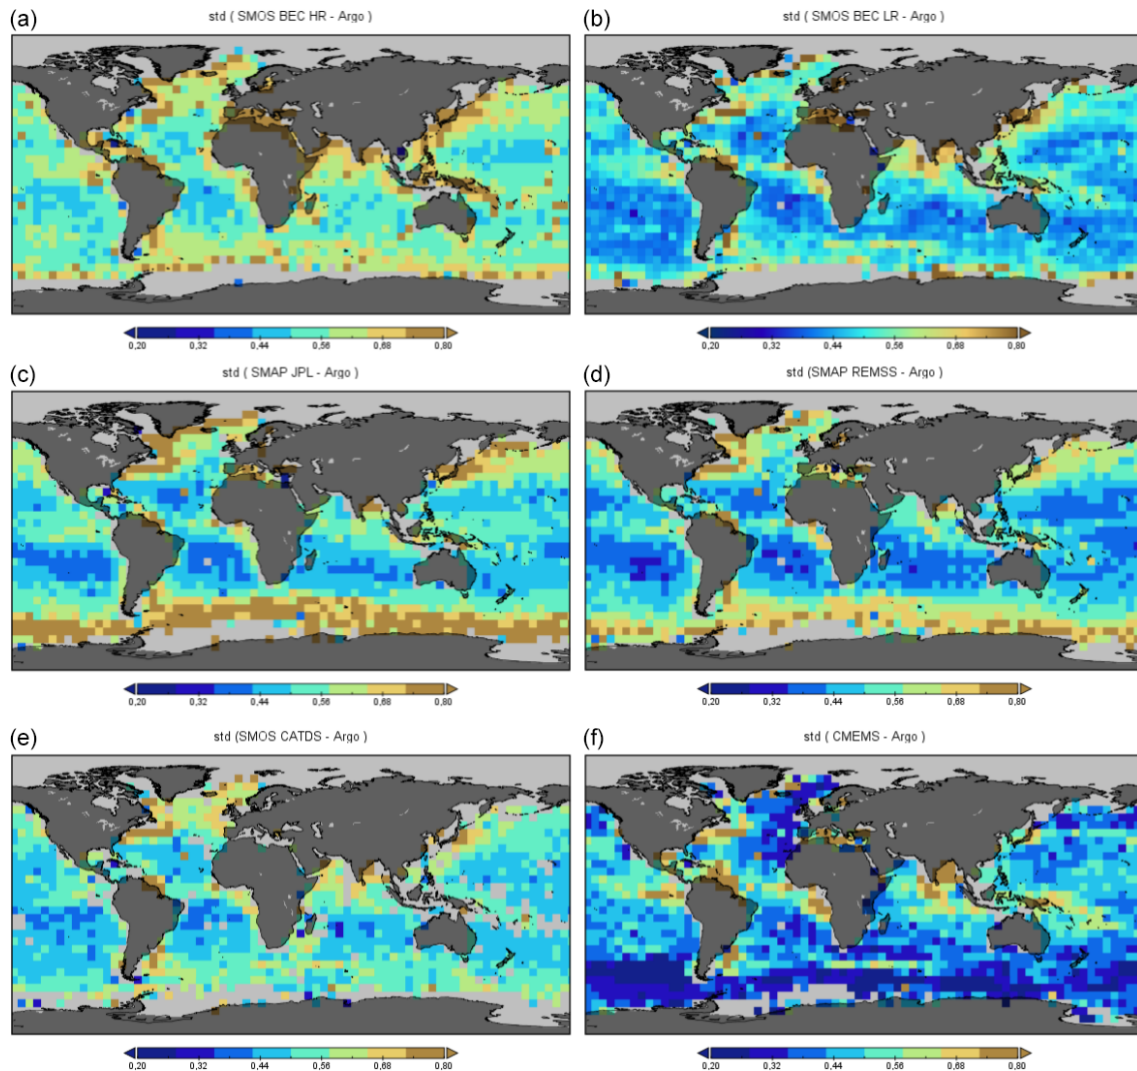 (a) std ( SMOS BEC HR - Argo )
(b) std ( SMOS BEC LR - Argo )
0,20 0,32 0,44 0,56 0,68 0,80
0,20 0,32 0,44 0,56 0,68 0,80
(c) std ( SMAP JPL - Argo )
(d) std (SMAP REMSS - Argo )
0,20 0,32 0,44 0,56 0,68 0,80
0,20 0,32 0,44 0,56 0,68 0,80
(e) std (SMOS CATDS - Argo )
(f) std ( CMEMS - Argo )
0,20 0,32 0,44 0,56 0,68 0,80
0,20 0,32 0,44 0,56 0,68 0,80